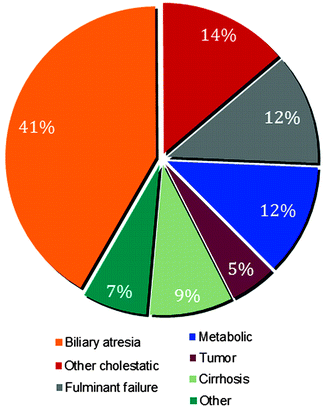 14%
41%
12%
12%
5%
9%
7%
Biliary atresia
Other cholestatic
Fulminant failure
Metabolic
Tumor
Cirrhosis
Other